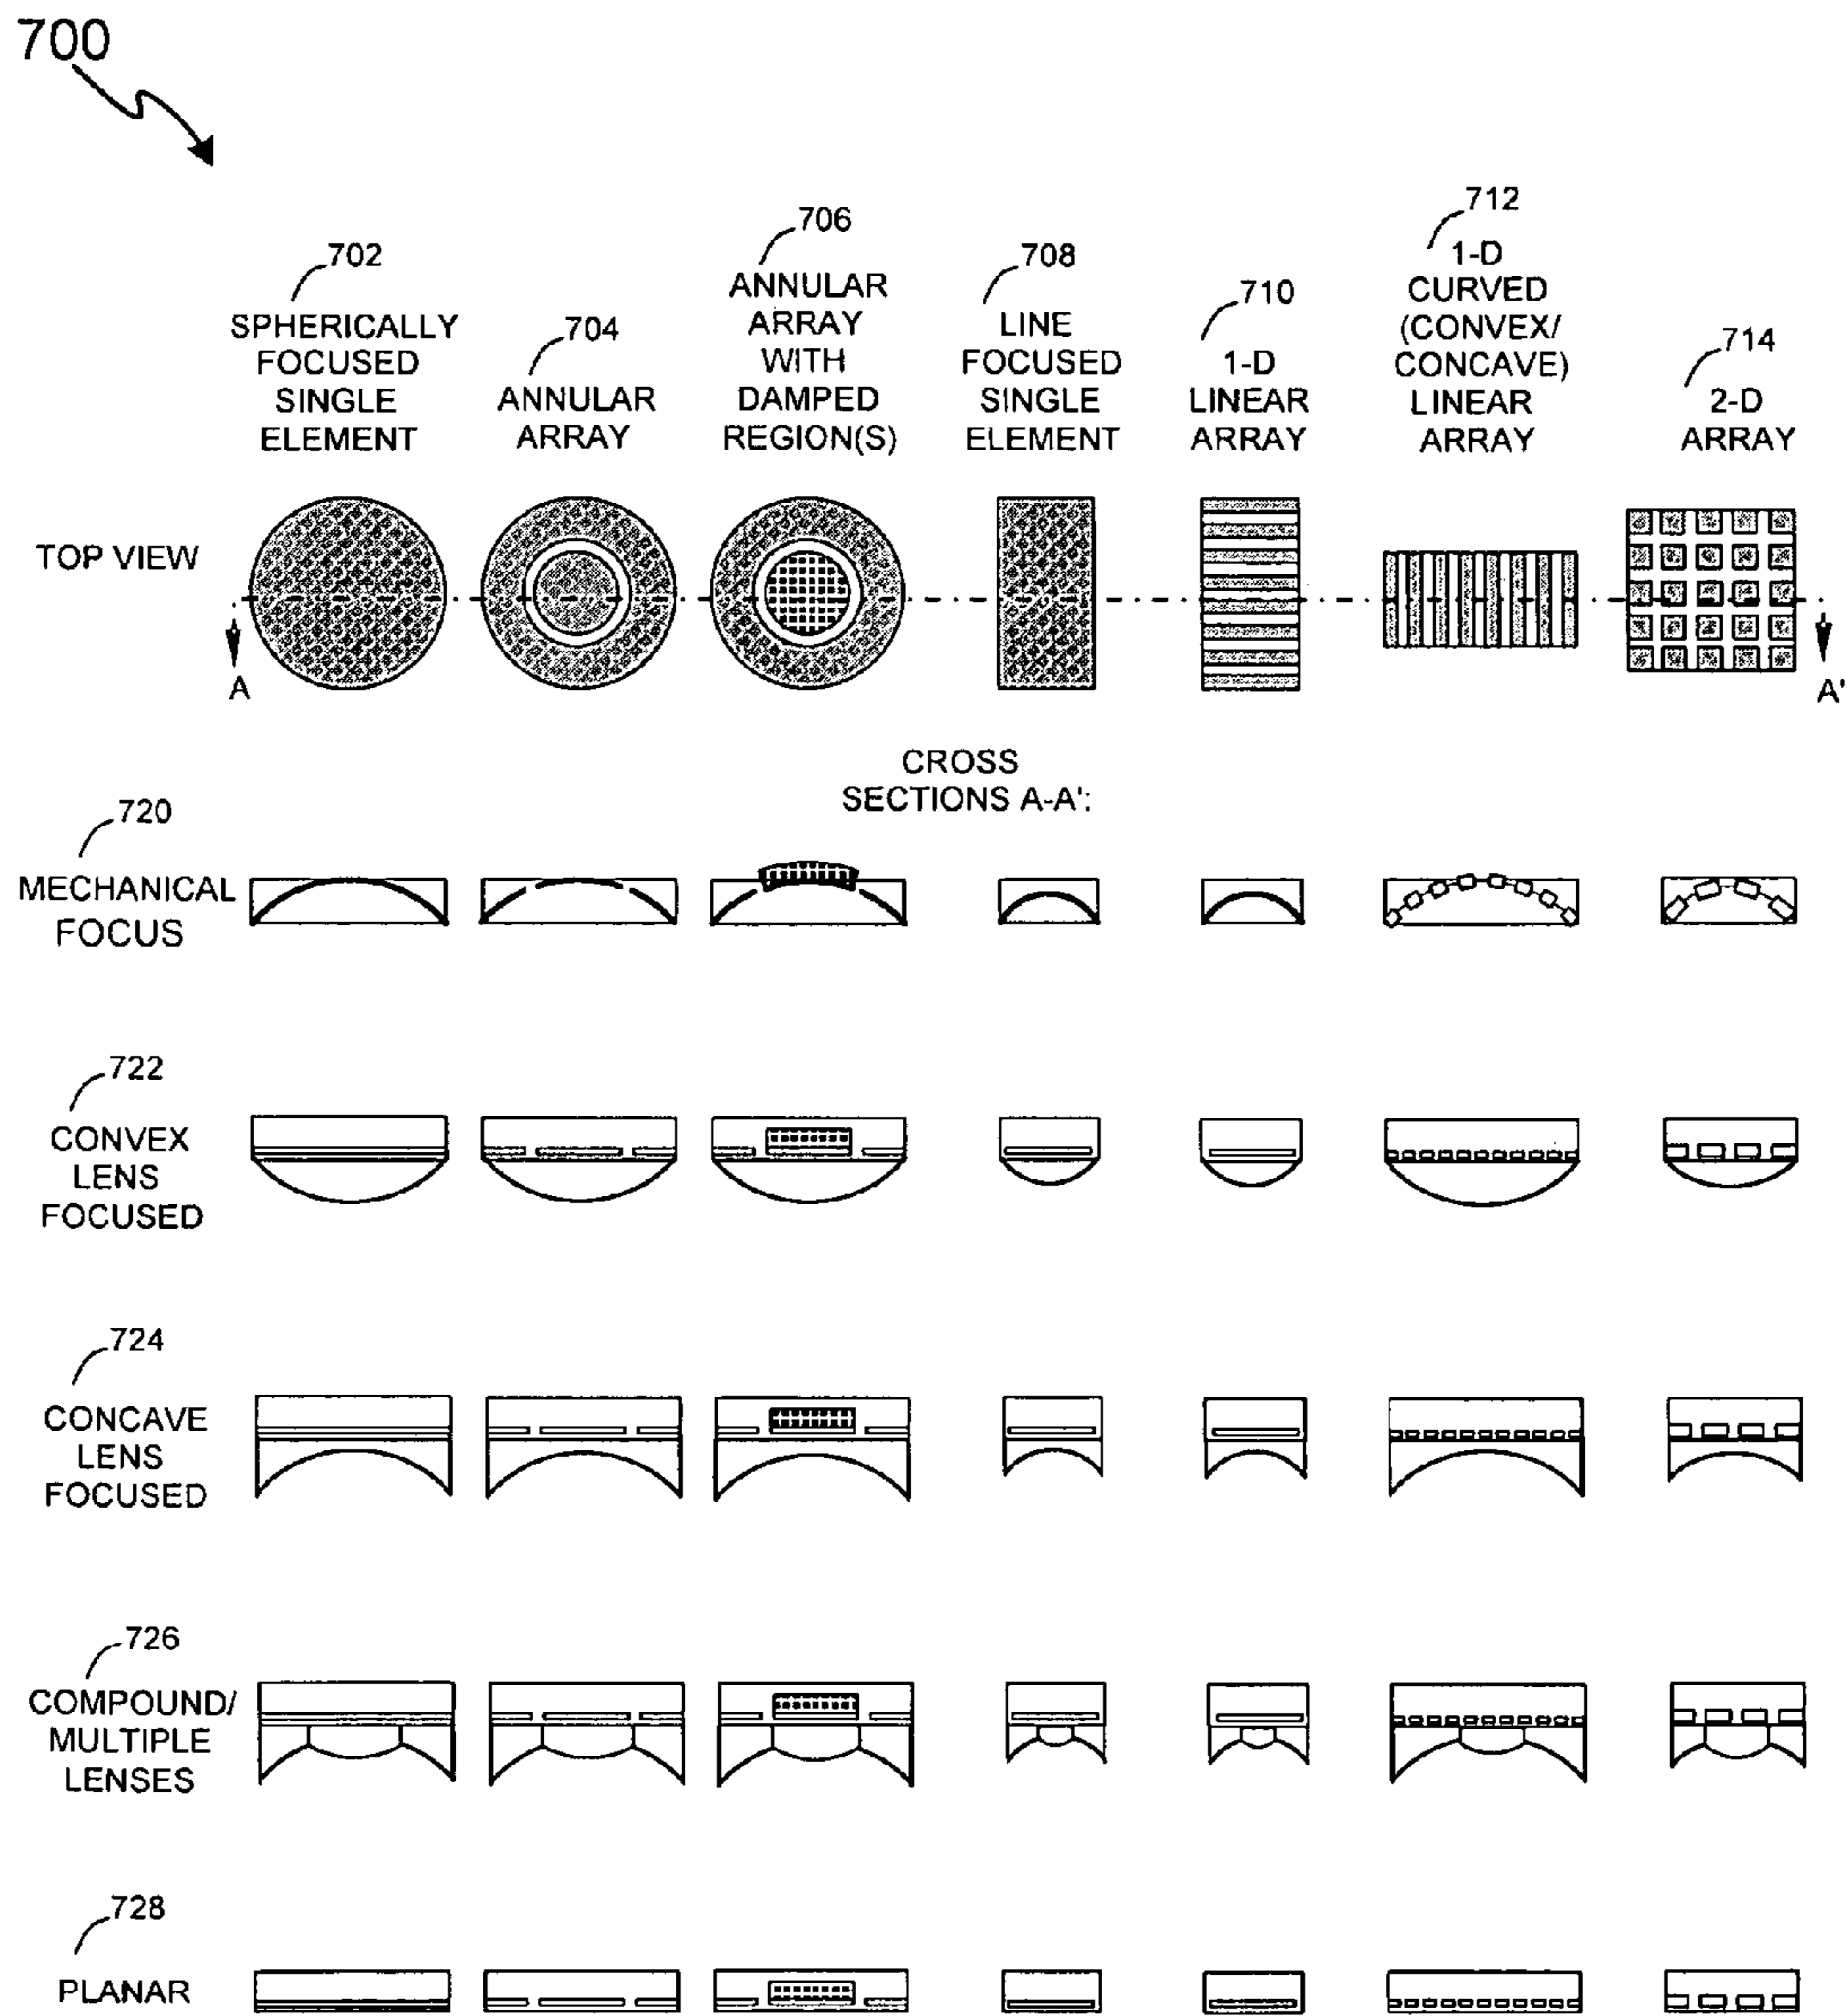 700
702
SPHERICALLY
FOCUSED
SINGLE
ELEMENT
704
ANNULAR
ARRAY
706
ANNULAR
ARRAY
WITH
DAMPED
REGION(S)
708
LINE
FOCUSED
SINGLE
ELEMENT
710
1-D
LINEAR
ARRAY
712
1-D
CURVED
(CONVEX/
CONCAVE)
LINEAR
ARRAY
714
2-D
ARRAY
TOP VIEW
A
A'
CROSS
SECTIONS A-A':
720
MECHANICAL
FOCUS
722
CONVEX
LENS
FOCUSED
724
CONCAVE
LENS
FOCUSED
726
COMPOUND/
MULTIPLE
LENSES
728
PLANAR